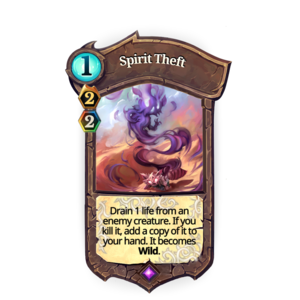 Spirit Theft
1
2
2
Drain 1 life from an
enemy creature. If you
kill it, add a copy of it to
your hand. It becomes
Wild.